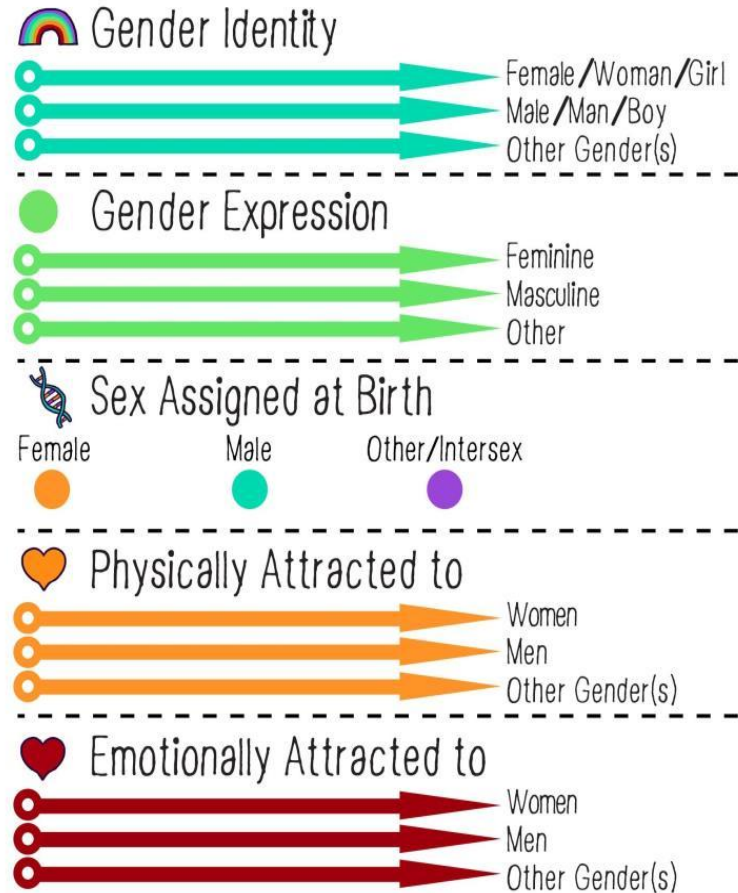 Gender Identity
Female/Woman/Girl
Male/Man/Boy
Other Gender(s)
Gender Expression
Feminine
Masculine
Other
Sex Assigned at Birth
Female Male Other/Intersex
Physically Attracted to
Women
Men
Other Gender(s)
Emotionally Attracted to
Women
Men
Other Gender(s)